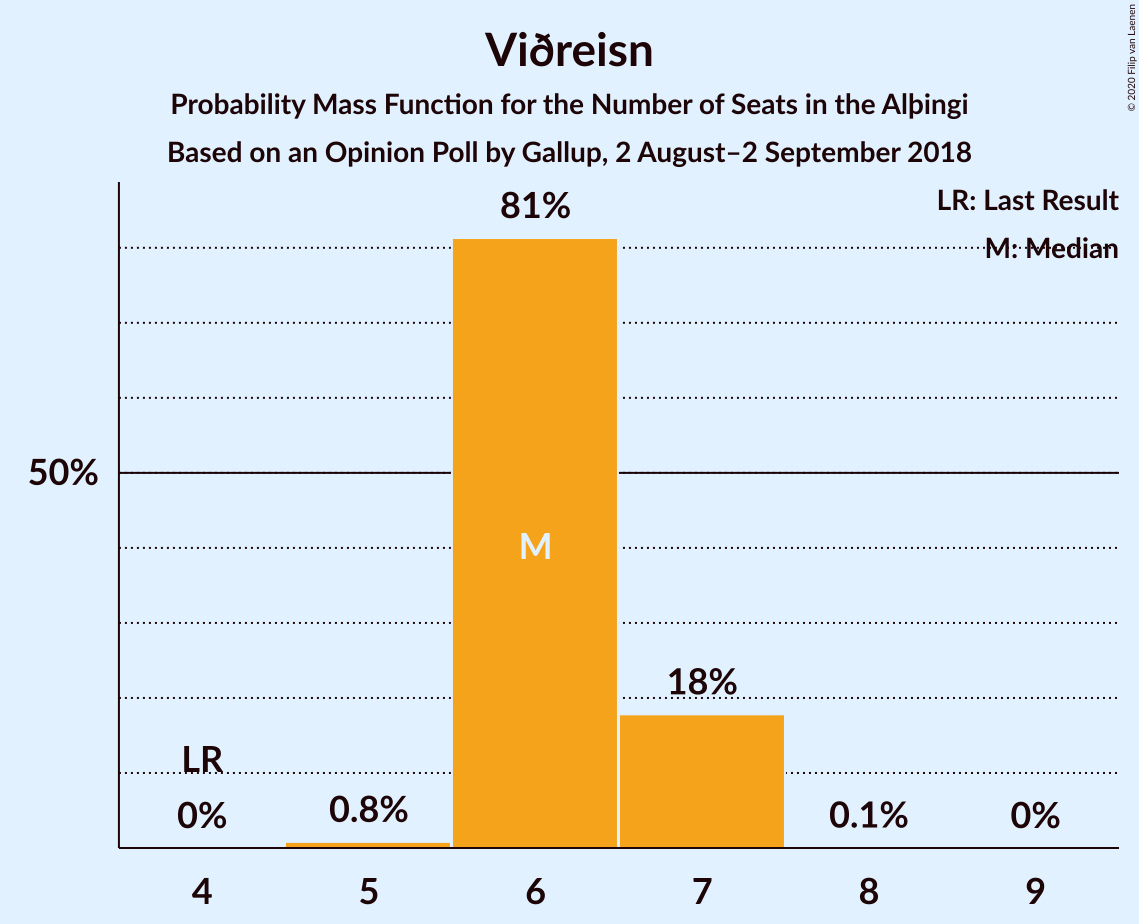 Viðreisn
Probability Mass Function for the Number of Seats in the Alþingi
Based on an Opinion Poll by Gallup, 2 August–2 September 2018
© 2020 Filip van Laenen
LR: Last Result
M: Median
81%
50%
M
18%
LR
0%
0.8%
0.1%
0%
4 5 6 7 8 9